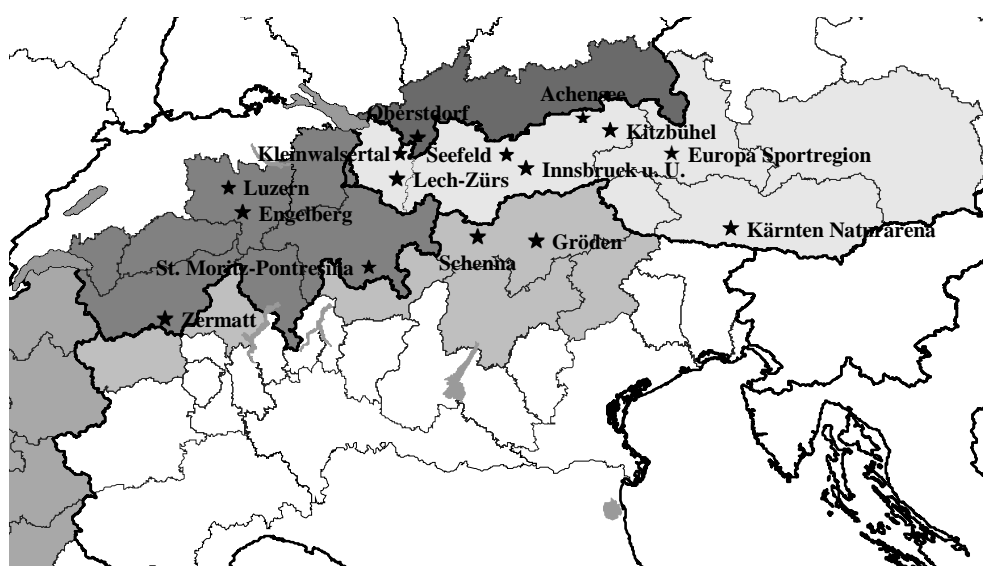 Achensee
Oberstdorf
Kitzbühel
Kleinwalsertal
Seefeld
Europa Sportregion
Innsbruck u. U.
Lech-Zürs
Luzern
Engelberg
Kärnten Naturarena
Gröden
Schenna
St. Moritz-Pontresina
Zermatt